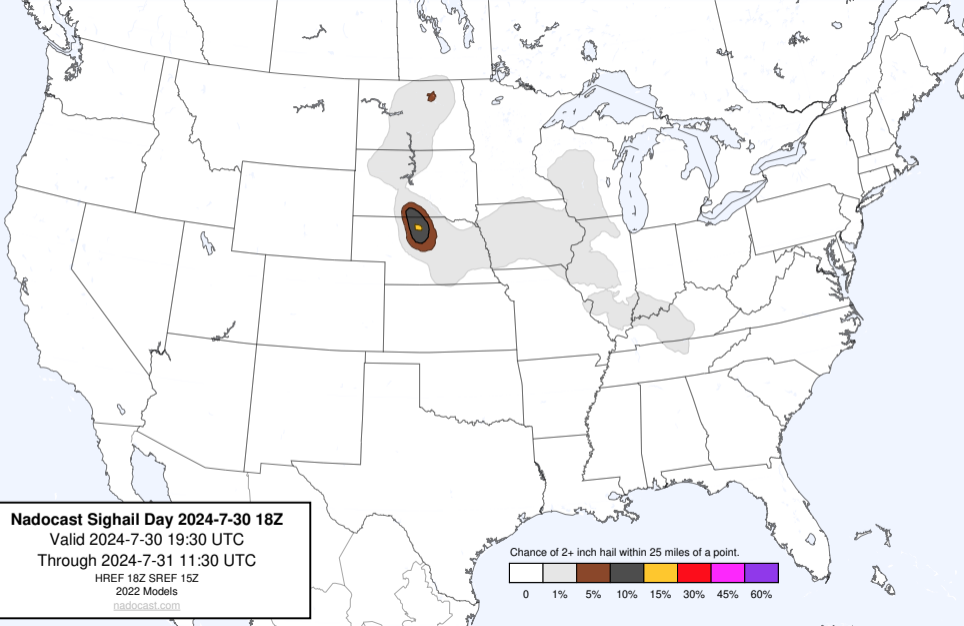 Nadocast Sighail Day 2024-7-30 18Z
Valid 2024-7-30 19:30 UTC
Through 2024-7-31 11:30 UTC
HREF 18Z SREF 15Z
2022 Models
nadocast.com
Chance of 2+ inch hail within 25 miles of a point.
0 1% 5% 10% 15% 30% 45% 60%